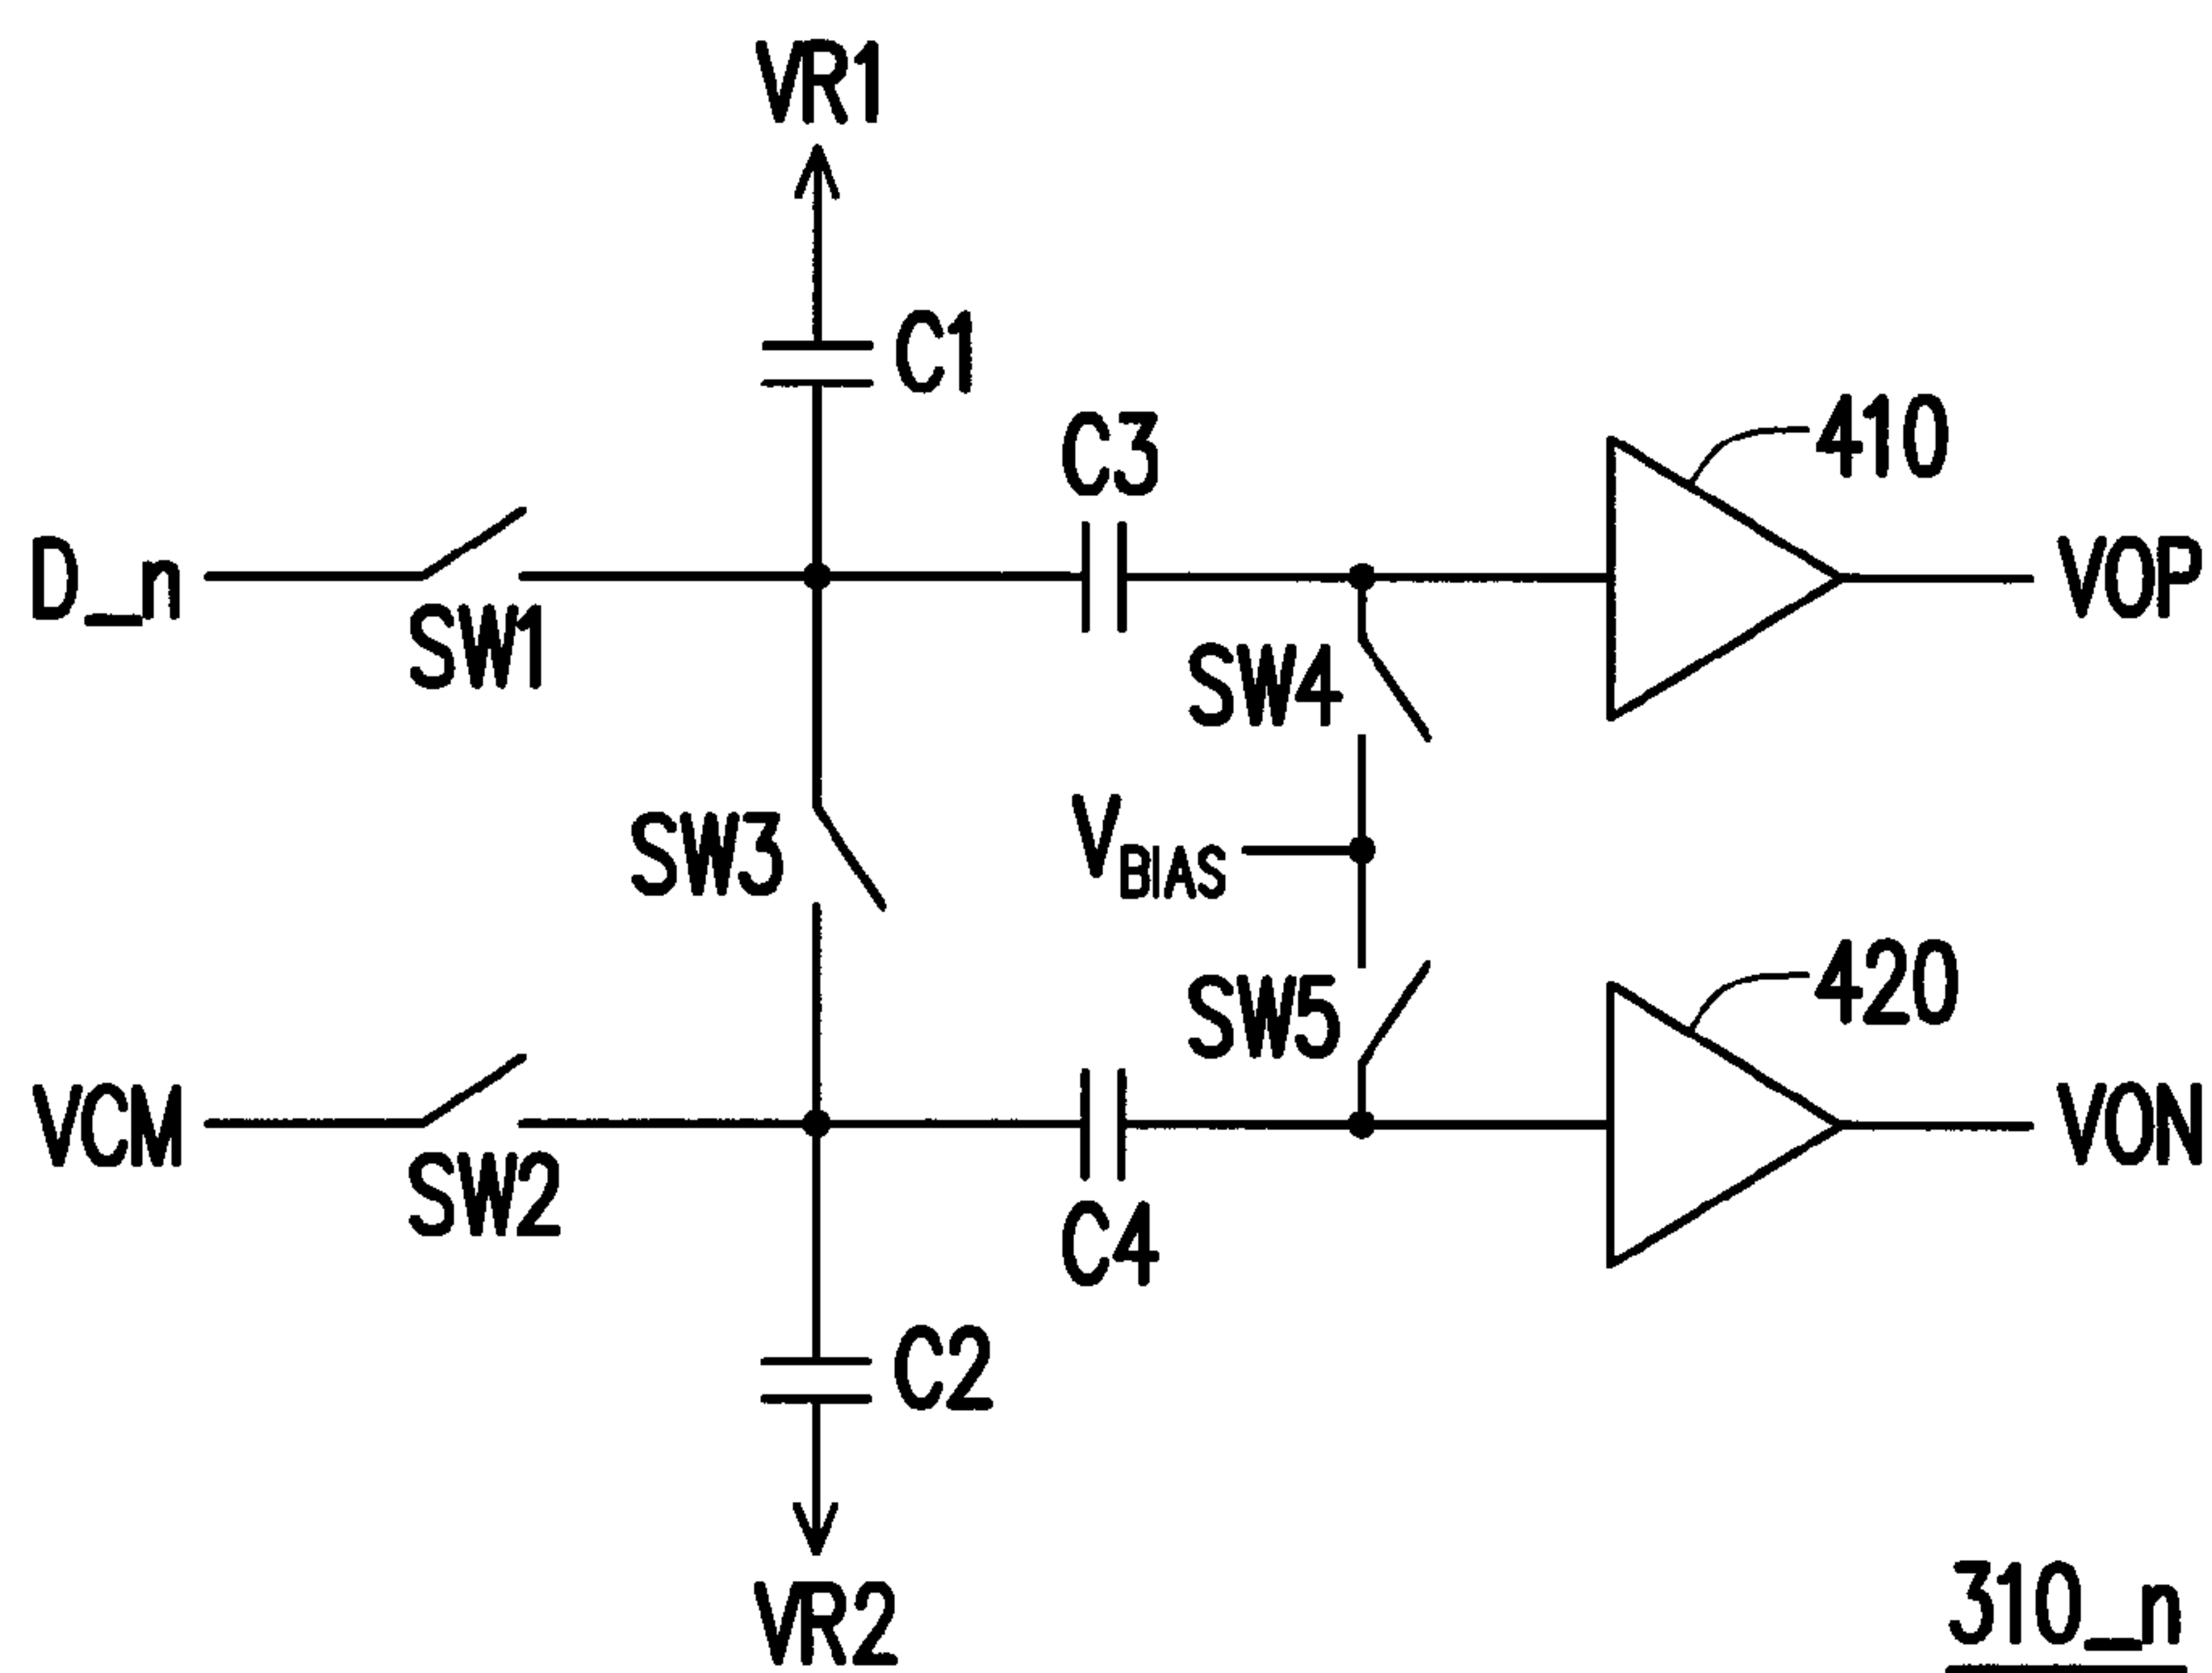 VR1
C1
C3
410
D_n
SW1
VOP
SW4
SW3
VBIAS
420
SW5
VCM
SW2
VON
C4
C2
VR2
310_n